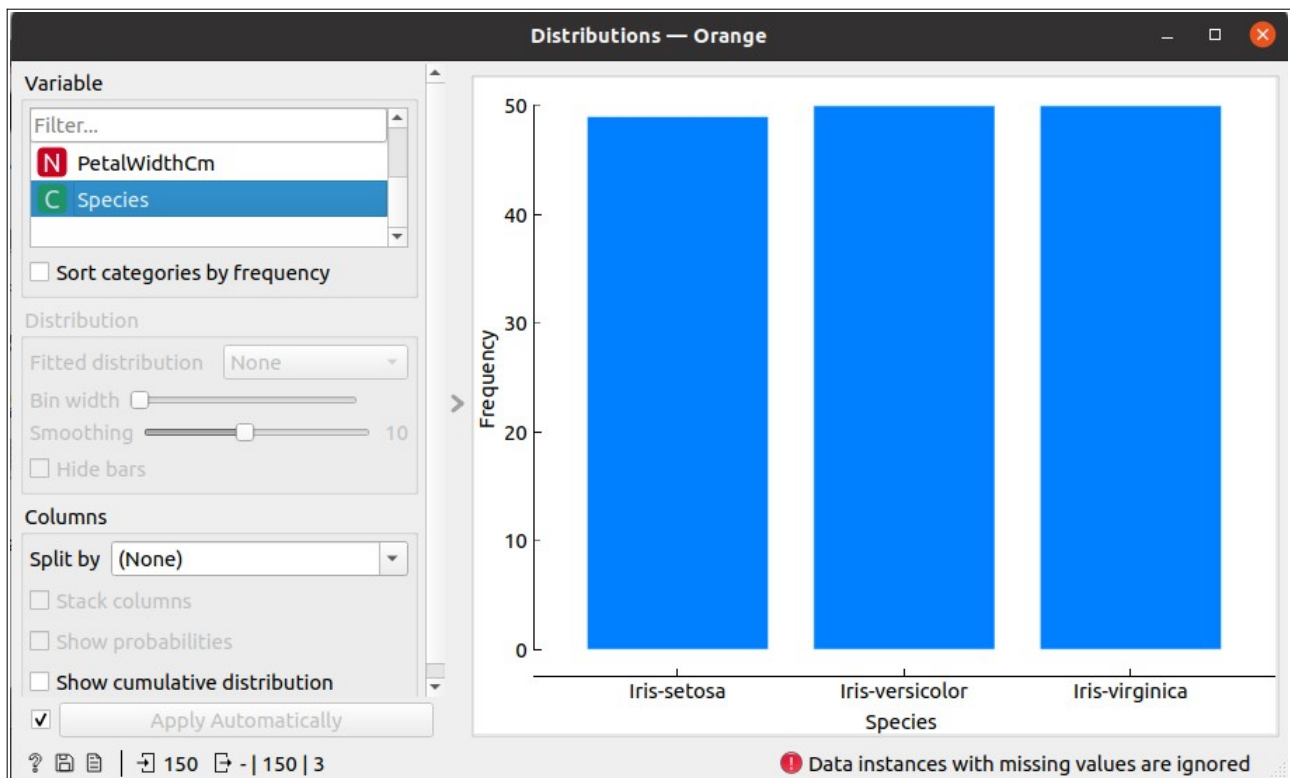 Distributions — Orange
Variable
Filter...
N PetalWidthCm
C Species
Sort categories by frequency
Distribution
Fitted distribution None
Bin width
Smoothing 10
Hide bars
Columns
Split by (None)
Stack columns
Show probabilities
Show cumulative distribution
Apply Automatically
? 150 - | 150 | 3
50
40
30
20
10
0
Frequency
Iris-setosa Iris-versicolor Iris-virginica
Species
! Data instances with missing values are ignored